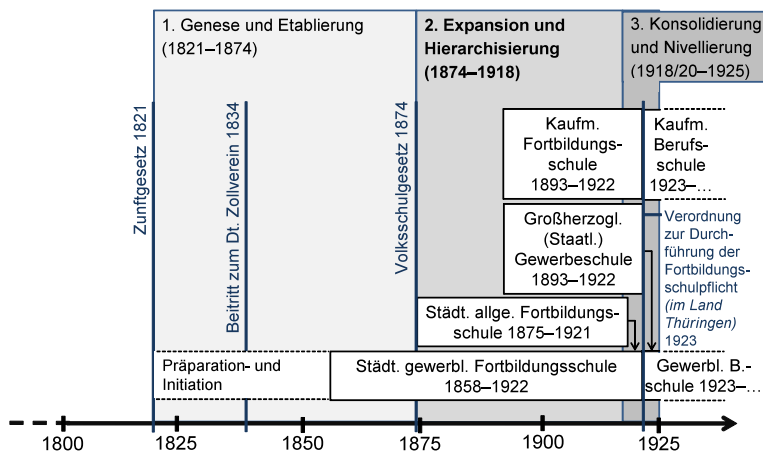 1. Genese und Etablierung
(1821–1874)
2. Expansion und
Hierarchisierung
(1874–1918)
3. Konsolidierung
und Nivellierung
(1918/20–1925)
Zunftgesetz 1821
Beitritt zum Dt. Zollverein 1834
Volksschulgesetz 1874
Kaufm.
Fortbildungs-
schule
1893–1922
Kaufm.
Berufs-
schule
1923–...
Großherzogl.
(Staatl.)
Gewerbeschule
1893–1922
Verordnung
zur Durch-
führung der
Fortbildungs-
schulpflicht
(im Land
Thüringen)
1923
Städt. allge. Fortbildungs-
schule 1875–1921
Präparation- und
Initiation
Städt. gewerbl. Fortbildungsschule
1858–1922
Gewerbl. B.-
schule 1923–...
1800
1825
1850
1875
1900
1925